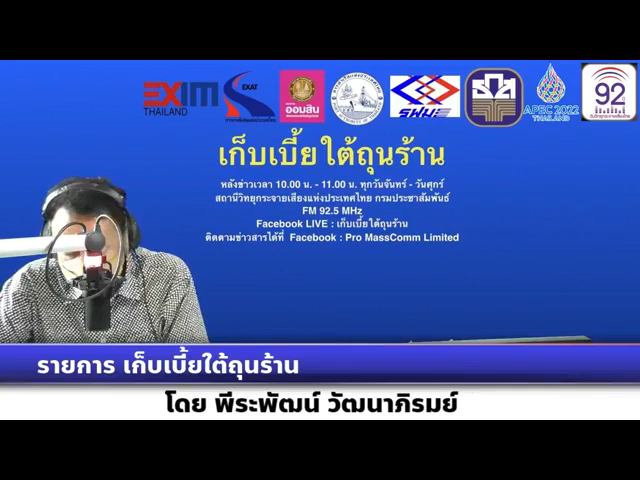 EXIM
THAILAND
EXAT
ออมสิน
รฟม
ธกส
APEC 2022
THAILAND
92
เก็บเบี้ยใต้ถุนร้าน
หลังข่าวเวลา 10.00 น. - 11.00 น. ทุกวันจันทร์ - วันศุกร์
สถานีวิทยุกระจายเสียงแห่งประเทศไทย กรมประชาสัมพันธ์
FM 92.5 MHz
Facebook LIVE : เก็บเบี้ยใต้ถุนร้าน
ติดตามข่าวสารได้ที่ Facebook : Pro MassComm Limited
รายการ เก็บเบี้ยใต้ถุนร้าน
โดย พีระพัฒน์ วัฒนาภิรมย์